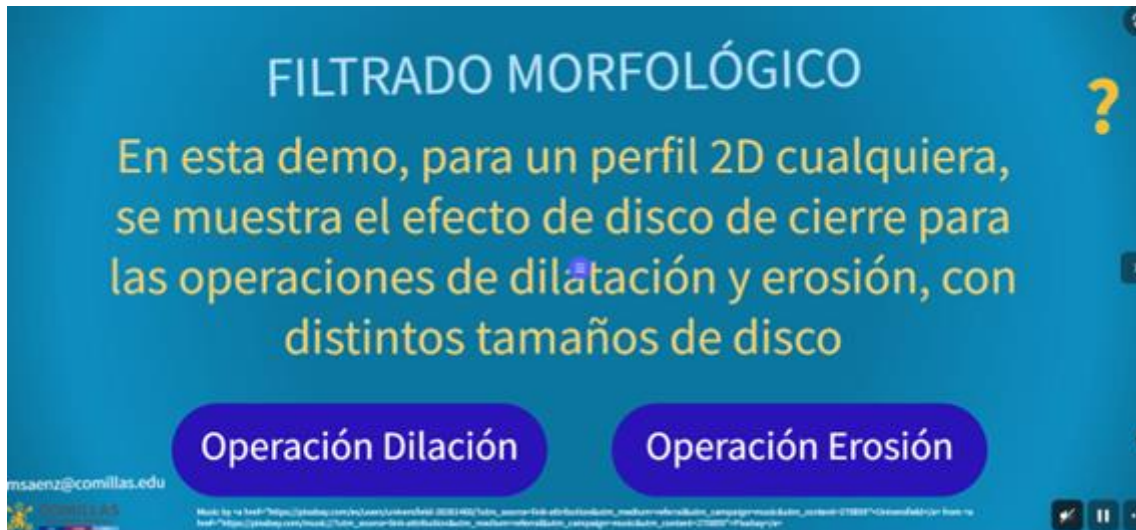 FILTRADO MORFOLÓGICO
?
En esta demo, para un perfil 2D cualquiera,
se muestra el efecto de disco de cierre para
las operaciones de dilatación y erosión, con
distintos tamaños de disco
Operación Dilación
Operación Erosión
msaenz@comillas.edu
COMILLAS